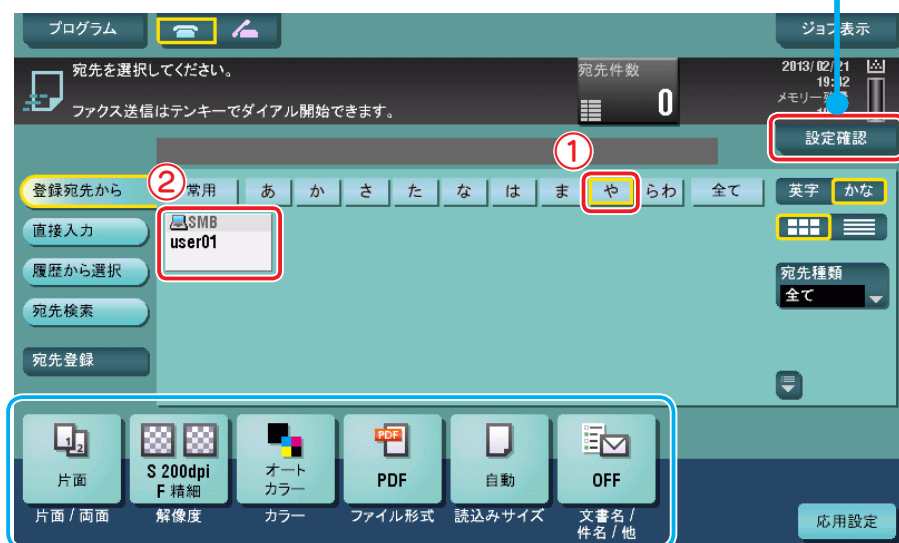 プログラム
ジョブ表示
宛先を選択してください。
ファクス送信はテンキーでダイアル開始できます。
宛先件数
0
2013/02/21
メモリー
設定確認
①
②
登録宛先から
常用
あ
か
さ
た
な
は
ま
や
らわ
全て
英字
かな
直接入力
履歴から選択
宛先検索
宛先登録
SMB
user01
宛先種類
全て
1
2
片面
S 200dpi
F 精細
オート
カラー
PDF
PDF
自動
OFF
片面 / 両面
解像度
カラー
ファイル形式
読込みサイズ
文書名 /
件名 / 他
応用設定